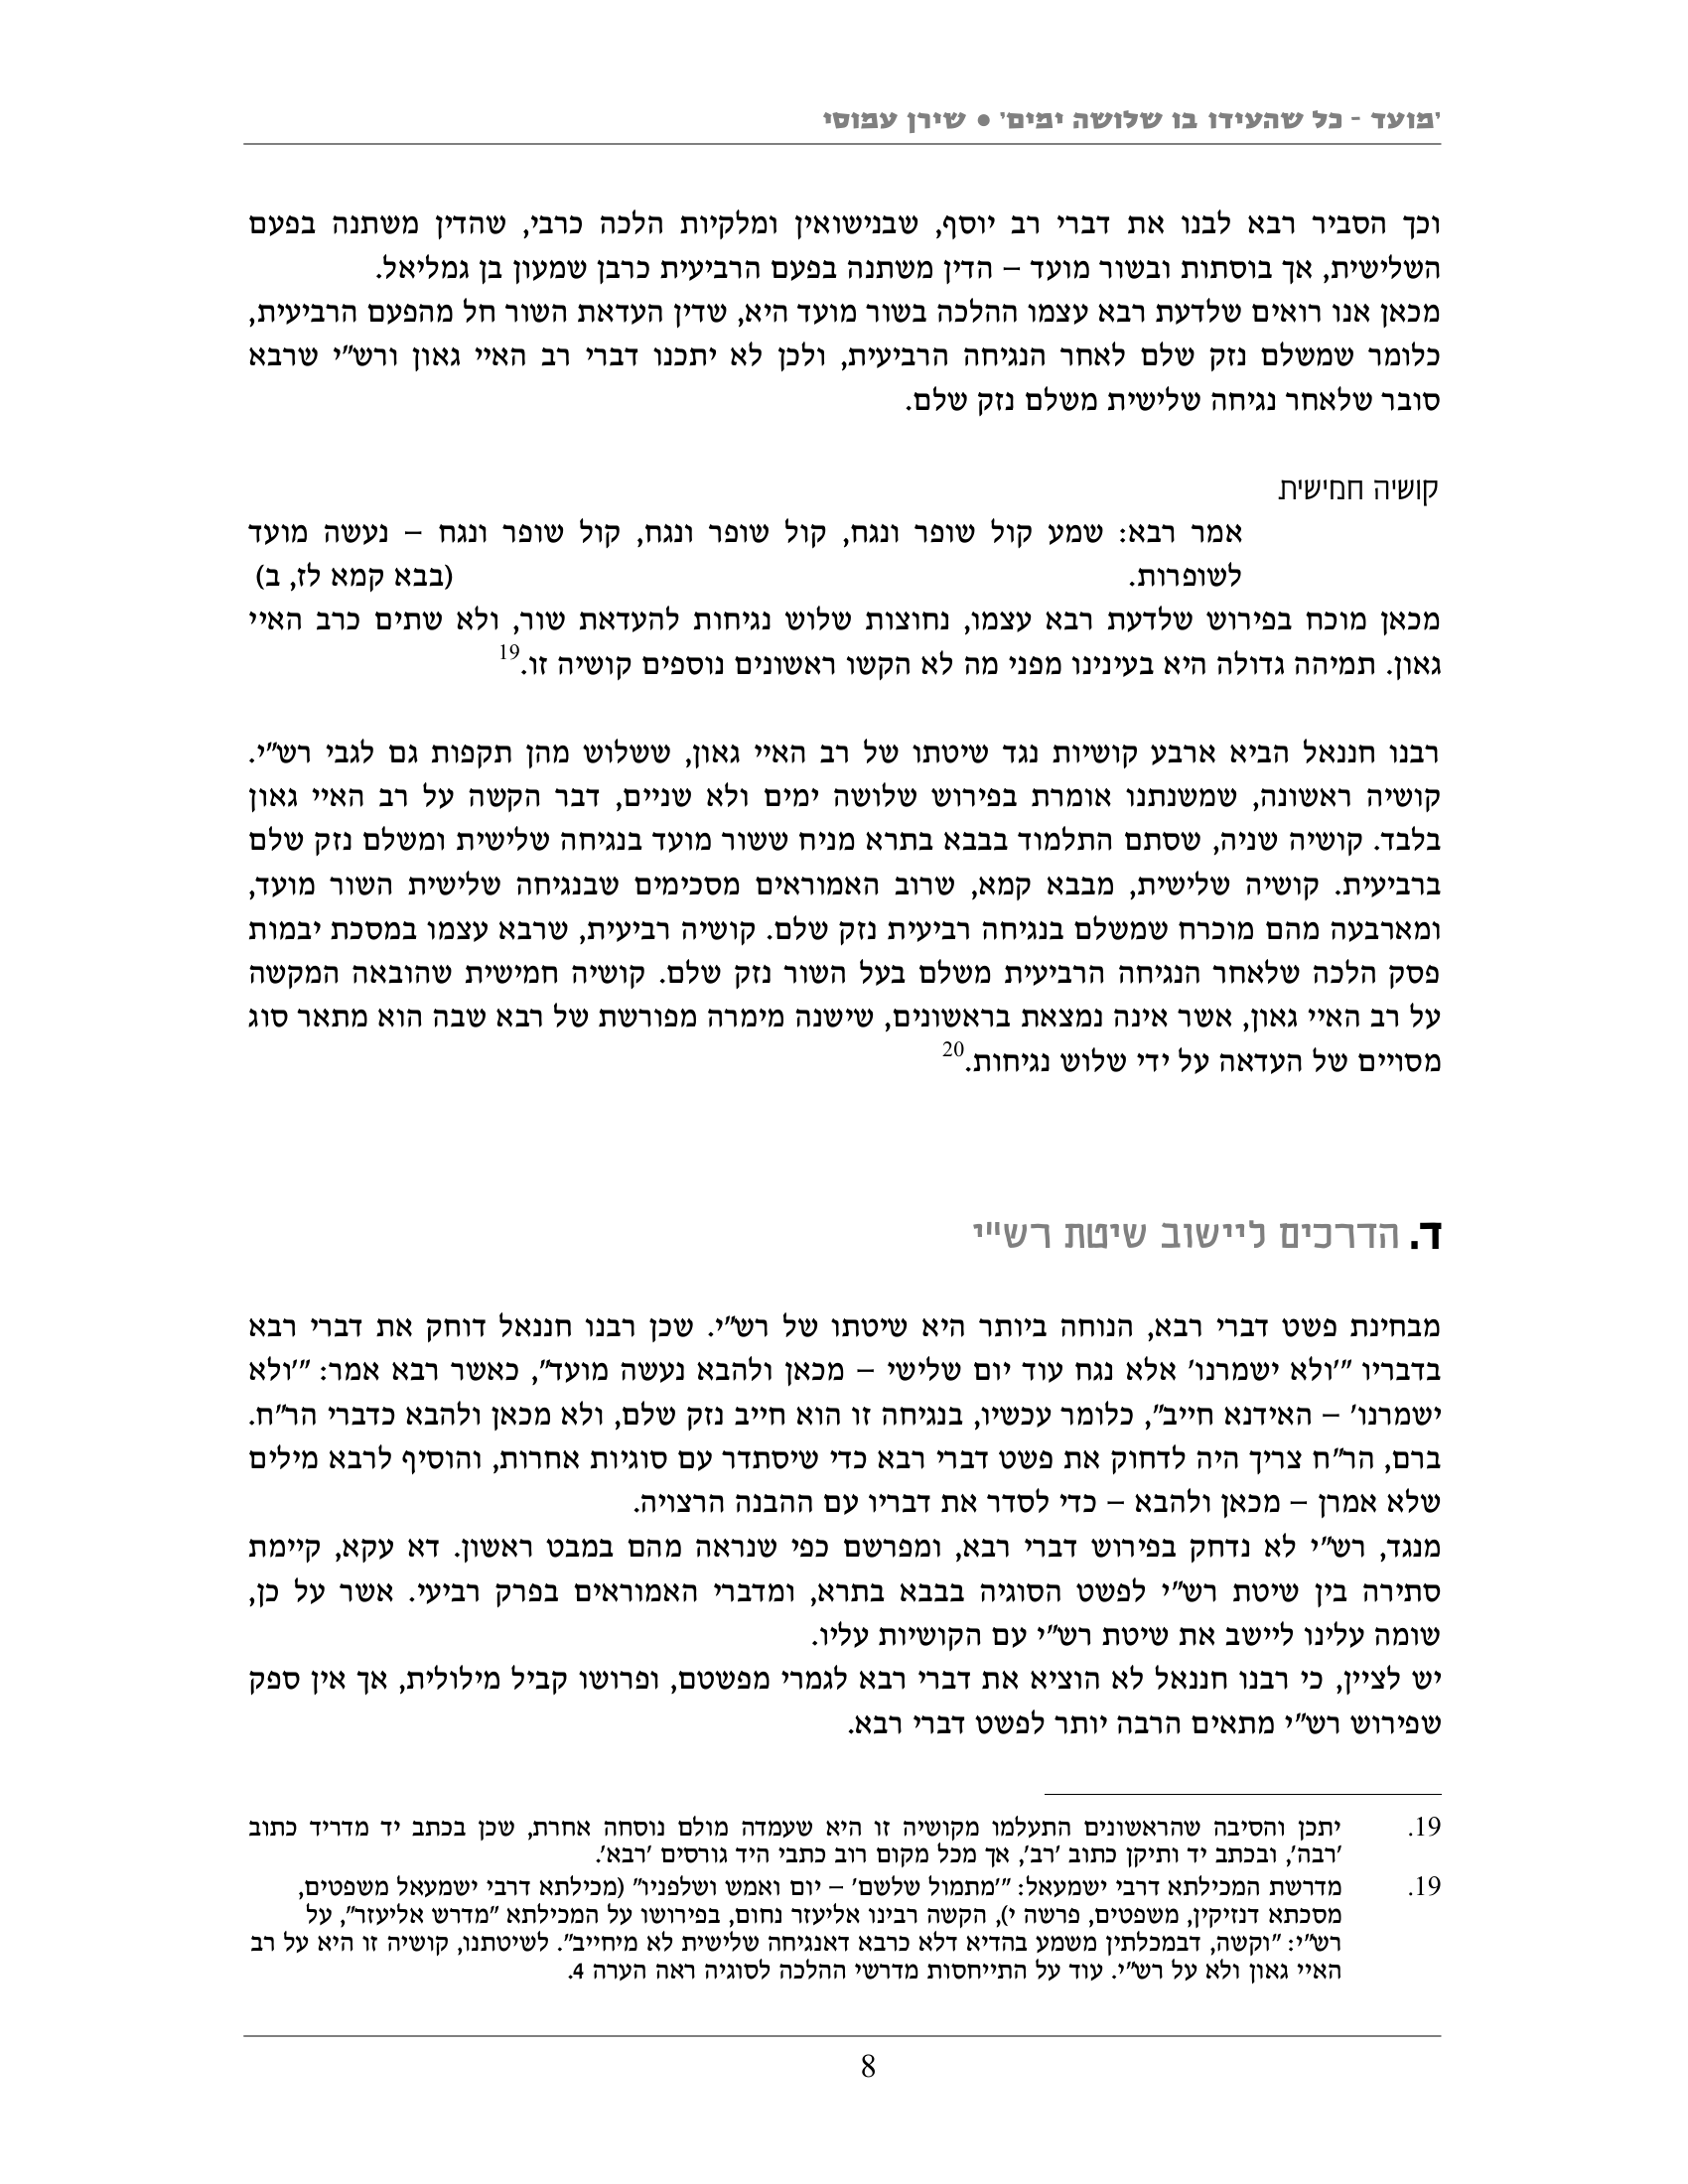 'מועד - כל שהעידו בו שלושה ימים' ● שירן עמוסי
וכך הסביר רבא לבנו את דברי רב יוסף, שבנישואין ומלקיות הלכה כרבי, שהדין משתנה בפעם
השלישית, אך בוסתות ובשור מועד – הדין משתנה בפעם הרביעית כרבן שמעון בן גמליאל.
מכאן אנו רואים שלדעת רבא עצמו ההלכה בשור מועד היא, שדין העדאת השור חל מהפעם הרביעית,
כלומר שמשלם נזק שלם לאחר הנגיחה הרביעית, ולכן לא יתכנו דברי רב האיי גאון ורש"י שרבא
סובר שלאחר נגיחה שלישית משלם נזק שלם.
קושיה חמישית
אמר רבא: שמע קול שופר ונגח, קול שופר ונגח, קול שופר ונגח – נעשה מועד
לשופרות. (בבא קמא לז, ב)
מכאן מוכח בפירוש שלדעת רבא עצמו, נחוצות שלוש נגיחות להעדאת שור, ולא שתים כרב האיי
גאון. תמיהה גדולה היא בעינינו מפני מה לא הקשו ראשונים נוספים קושיה זו.19
רבנו חננאל הביא ארבע קושיות נגד שיטתו של רב האיי גאון, ששלוש מהן תקפות גם לגבי רש"י.
קושיה ראשונה, שמשנתנו אומרת בפירוש שלושה ימים ולא שניים, דבר הקשה על רב האיי גאון
בלבד. קושיה שניה, שסתם התלמוד בבבא בתרא מניח ששור מועד בנגיחה שלישית ומשלם נזק שלם
ברביעית. קושיה שלישית, מבבא קמא, שרוב האמוראים מסכימים שבנגיחה שלישית השור מועד,
ומארבעה מהם מוכרח שמשלם בנגיחה רביעית נזק שלם. קושיה רביעית, שרבא עצמו במסכת יבמות
פסק הלכה שלאחר הנגיחה הרביעית משלם בעל השור נזק שלם. קושיה חמישית שהובאה המקשה
על רב האיי גאון, אשר אינה נמצאת בראשונים, שישנה מימרה מפורשת של רבא שבה הוא מתאר סוג
מסויים של העדאה על ידי שלוש נגיחות.20
ד. הדרכים ליישוב שיטת רש"י
מבחינת פשט דברי רבא, הנוחה ביותר היא שיטתו של רש"י. שכן רבנו חננאל דוחק את דברי רבא
בדבריו "'ולא ישמרנו' אלא נגח עוד יום שלישי – מכאן ולהבא נעשה מועד", כאשר רבא אמר: "'ולא
ישמרנו' – האידנא חייב", כלומר עכשיו, בנגיחה זו הוא חייב נזק שלם, ולא מכאן ולהבא כדברי הר"ח.
ברם, הר"ח צריך היה לדחוק את פשט דברי רבא כדי שיסתדר עם סוגיות אחרות, והוסיף לרבא מילים
שלא אמרן – מכאן ולהבא – כדי לסדר את דבריו עם ההבנה הרצויה.
מנגד, רש"י לא נדחק בפירוש דברי רבא, ומפרשם כפי שנראה מהם במבט ראשון. דא עקא, קיימת
סתירה בין שיטת רש"י לפשט הסוגיה בבבא בתרא, ומדברי האמוראים בפרק רביעי. אשר על כן,
שומה עלינו ליישב את שיטת רש"י עם הקושיות עליו.
יש לציין, כי רבנו חננאל לא הוציא את דברי רבא לגמרי מפשטם, ופרושו קביל מילולית, אך אין ספק
שפירוש רש"י מתאים הרבה יותר לפשט דברי רבא.
19. יתכן והסיבה שהראשונים התעלמו מקושיה זו היא שעמדה מולם נוסחה אחרת, שכן בכתב יד מדריד כתוב
'רבה', ובכתב יד ותיקן כתוב 'רב', אך מכל מקום רוב כתבי היד גורסים 'רבא'.
19. מדרשת המכילתא דרבי ישמעאל: "'מתמול שלשם' – יום ואמש ושלפניו" (מכילתא דרבי ישמעאל משפטים,
מסכתא דנזיקין, משפטים, פרשה י), הקשה רבינו אליעזר נחום, בפירושו על המכילתא "מדרש אליעזר", על
רש"י: "וקשה, דבמכלתין משמע בהדיא דלא כרבא דאנגיחה שלישית לא מיחייב". לשיטתנו, קושיה זו היא על רב
האיי גאון ולא על רש"י. עוד על התייחסות מדרשי ההלכה לסוגיה ראה הערה 4.
8